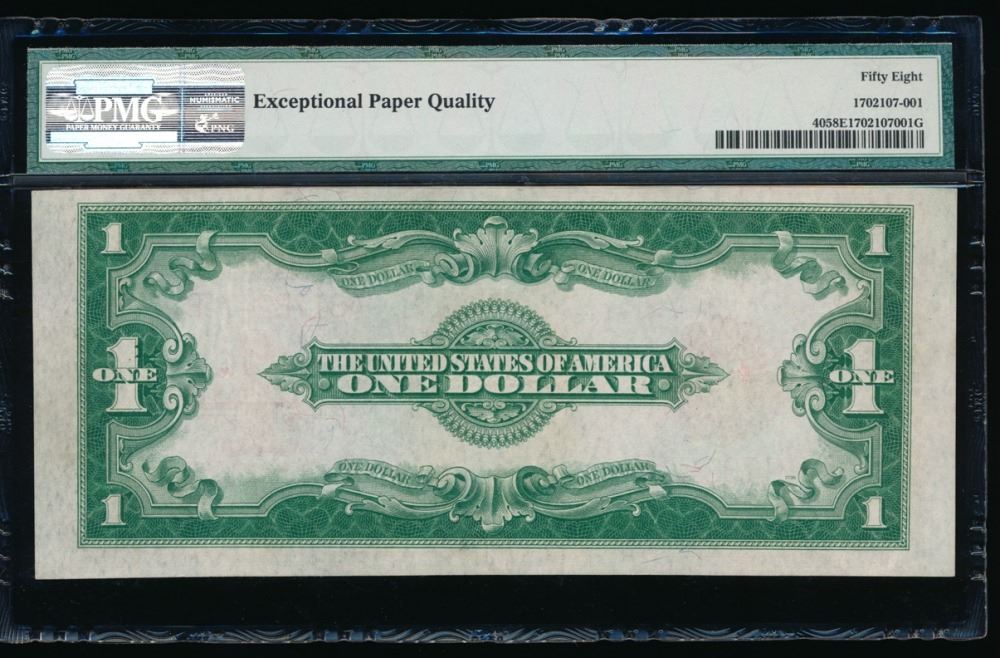 PMG
PAPER MONEY GUARANTY
NUMISMATIC
PNG
Exceptional Paper Quality
Fifty Eight
1702107-001
4058E1702107001G
1
1
ONE DOLLAR
ONE DOLLAR
THE UNITED STATES OF AMERICA
ONE DOLLAR
1 ONE
1 ONE
ONE DOLLAR
ONE DOLLAR
1
1